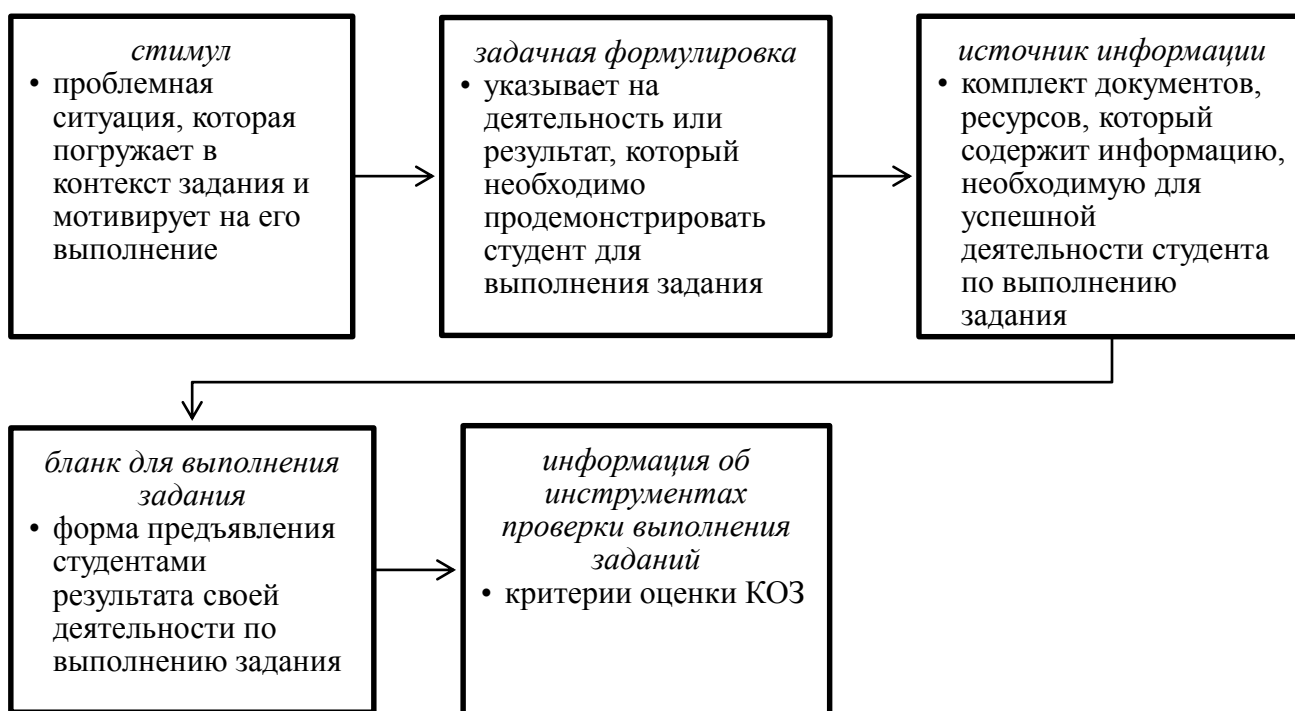 стимул
• проблемная
ситуация, которая
погружает в
контекст задания и
мотивирует на его
выполнение
задачная формулировка
• указывает на
деятельность или
результат, который
необходимо
продемонстрировать
студент для
выполнения задания
источник информации
• комплект документов,
ресурсов, который
содержит информацию,
необходимую для
успешной
деятельности студента
по выполнению
задания
бланк для выполнения
задания
• форма предъявления
студентами
результата своей
деятельности по
выполнению задания
информация об
инструментах
проверки выполнения
заданий
• критерии оценки КОЗ